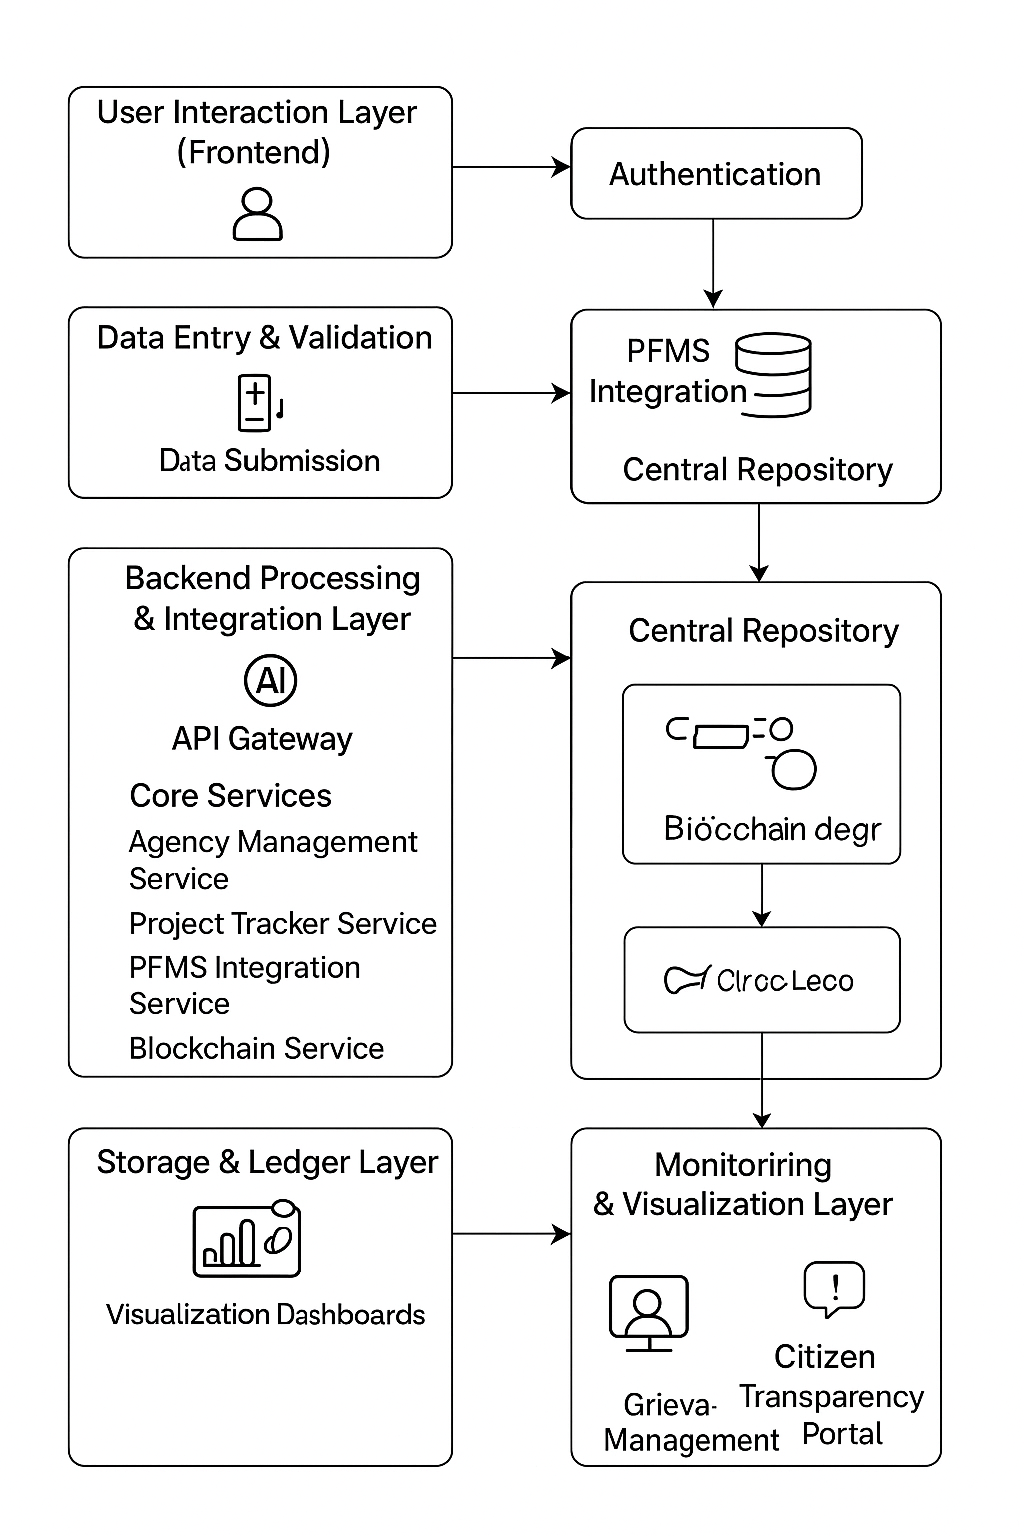 User Interaction Layer
(Frontend)
Authentication
Data Entry & Validation
Data Submission
PFMS
Integration
Central Repository
Backend Processing
& Integration Layer
AI
API Gateway
Core Services
Agency Management
Service
Project Tracker Service
PFMS Integration
Service
Blockchain Service
Central Repository
degr
Leco
Storage & Ledger Layer
Visualization Dashboards
Monitoriring
& Visualization Layer
!
Grieva-
Management
Citizen
Transparency
Portal